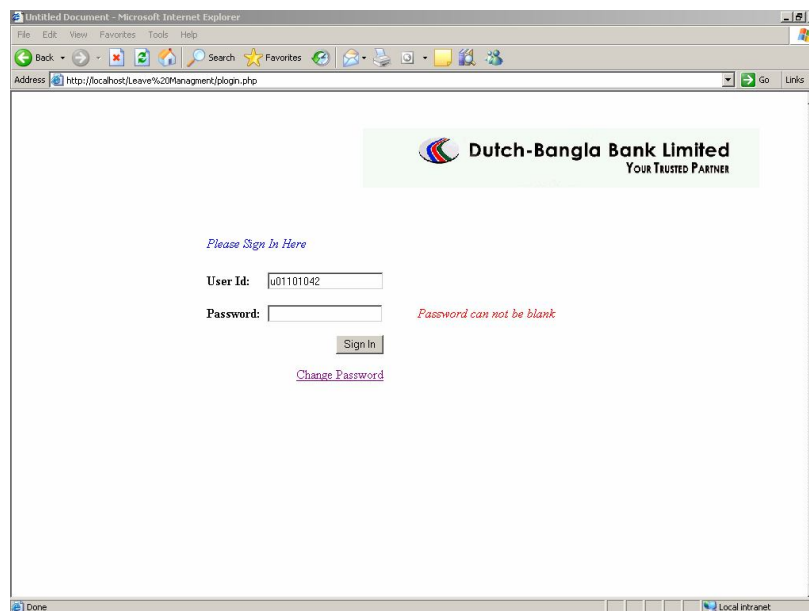 Untitled Document - Microsoft Internet Explorer
File Edit View Favorites Tools Help
Back Search Favorites
Address http://localhost/Leave%20Managment/plogin.php Go Links
Dutch-Bangla Bank Limited
YOUR TRUSTED PARTNER
Please Sign In Here
User Id: u01101042
Password: Password can not be blank
Sign In
Change Password
Done Local intranet